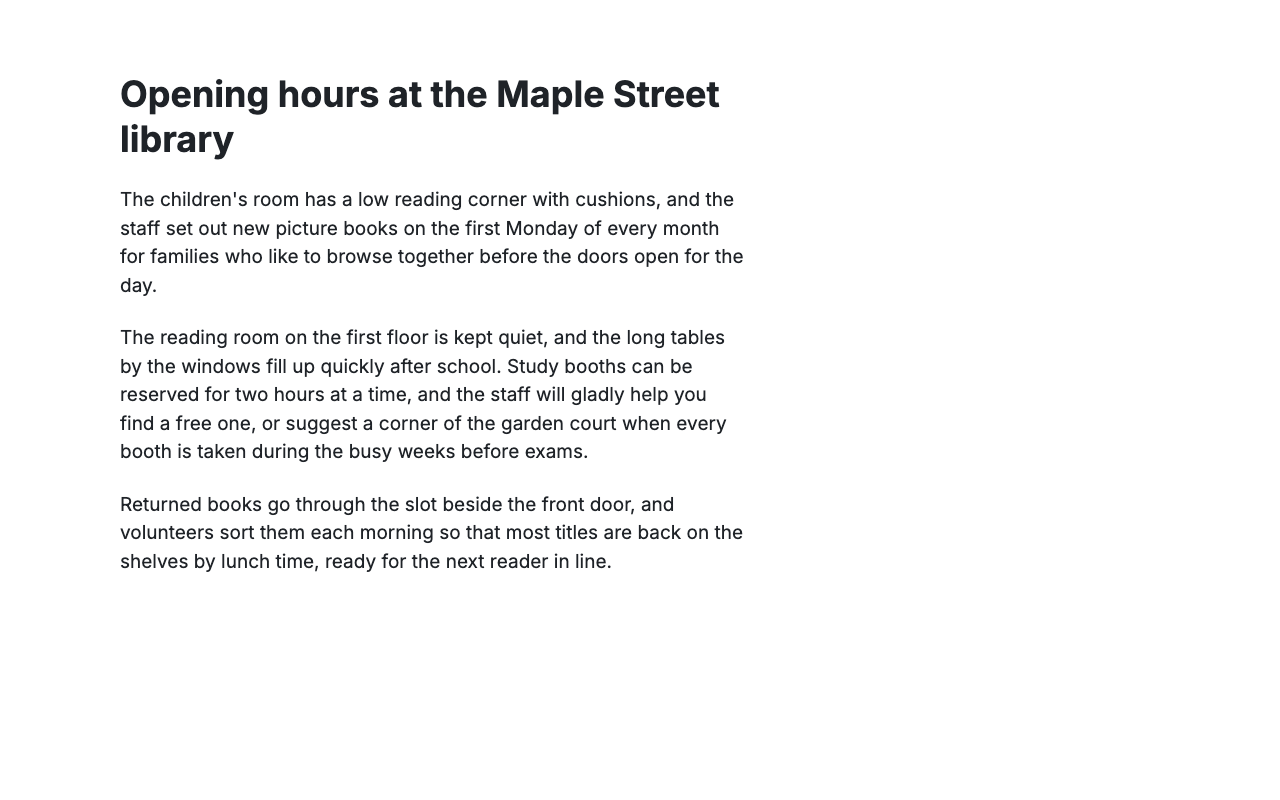 Opening hours at the Maple Street
library
The children's room has a low reading corner with cushions, and the
staff set out new picture books on the first Monday of every month
for families who like to browse together before the doors open for the
day.
The reading room on the first floor is kept quiet, and the long tables
by the windows fill up quickly after school. Study booths can be
reserved for two hours at a time, and the staff will gladly help you
find a free one, or suggest a corner of the garden court when every
booth is taken during the busy weeks before exams.
Returned books go through the slot beside the front door, and
volunteers sort them each morning so that most titles are back on the
shelves by lunch time, ready for the next reader in line.